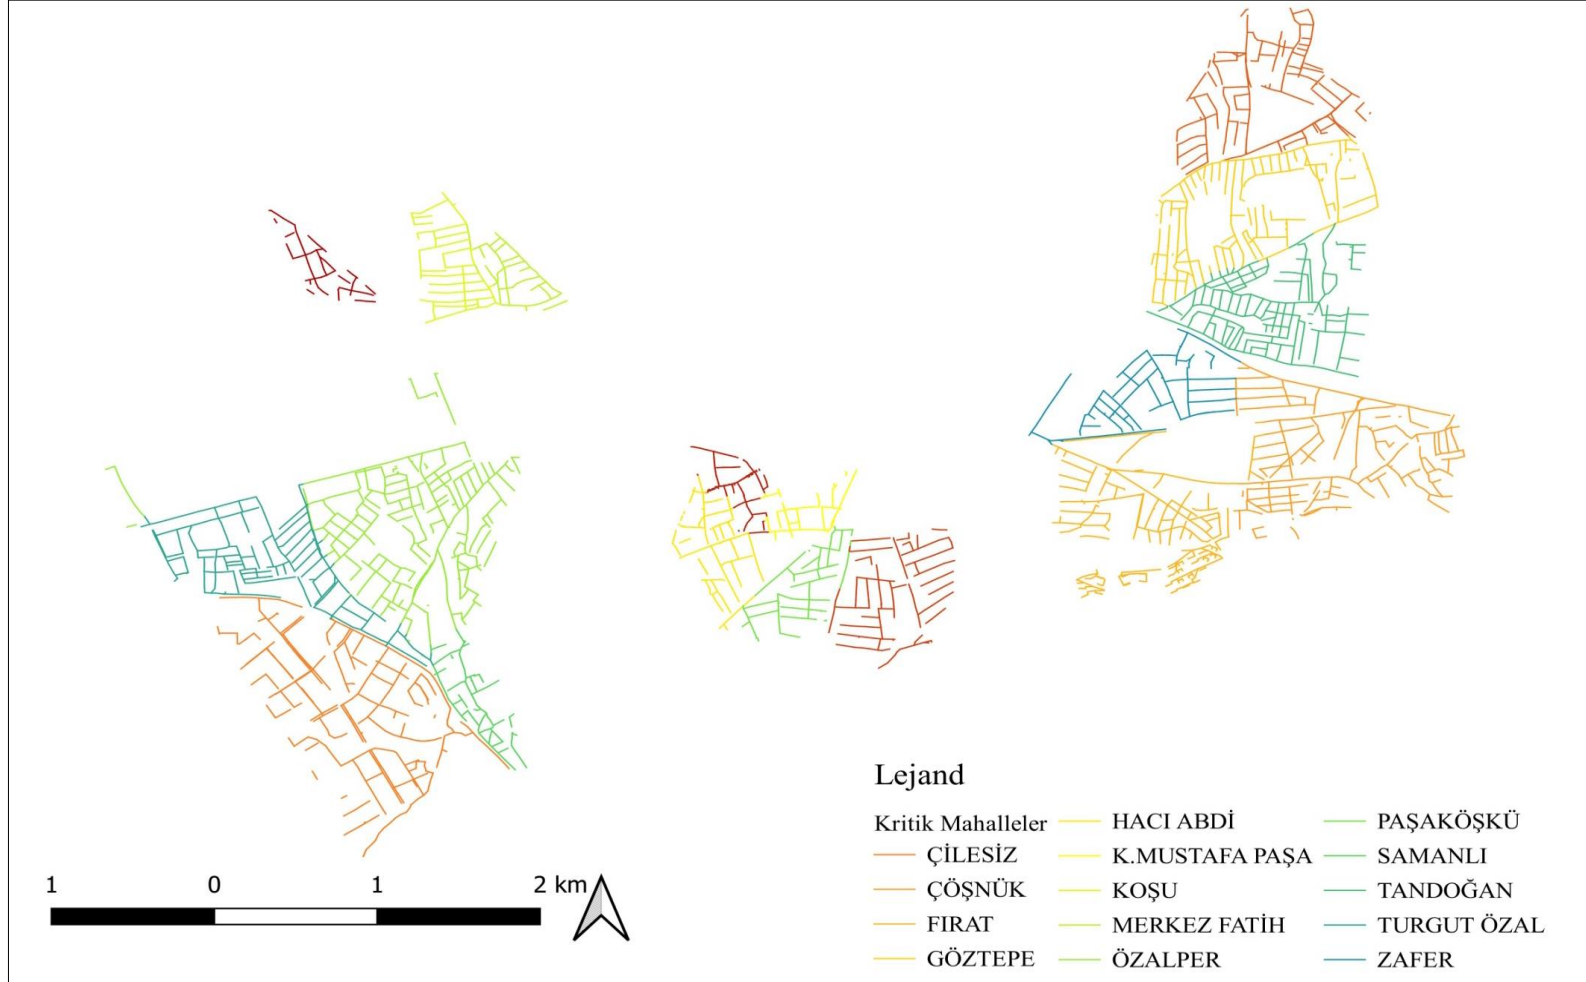 Lejand
Kritik Mahalleler
ÇİLESİZ
ÇÖŞNÜK
FIRAT
GÖZTEPE
HACI ABDİ
K.MUSTAFA PAŞA
KOŞU
MERKEZ FATİH
ÖZALPER
PAŞAKÖŞKÜ
SAMANLI
TANDOĞAN
TURGUT ÖZAL
ZAFER
1 0 1 2 km